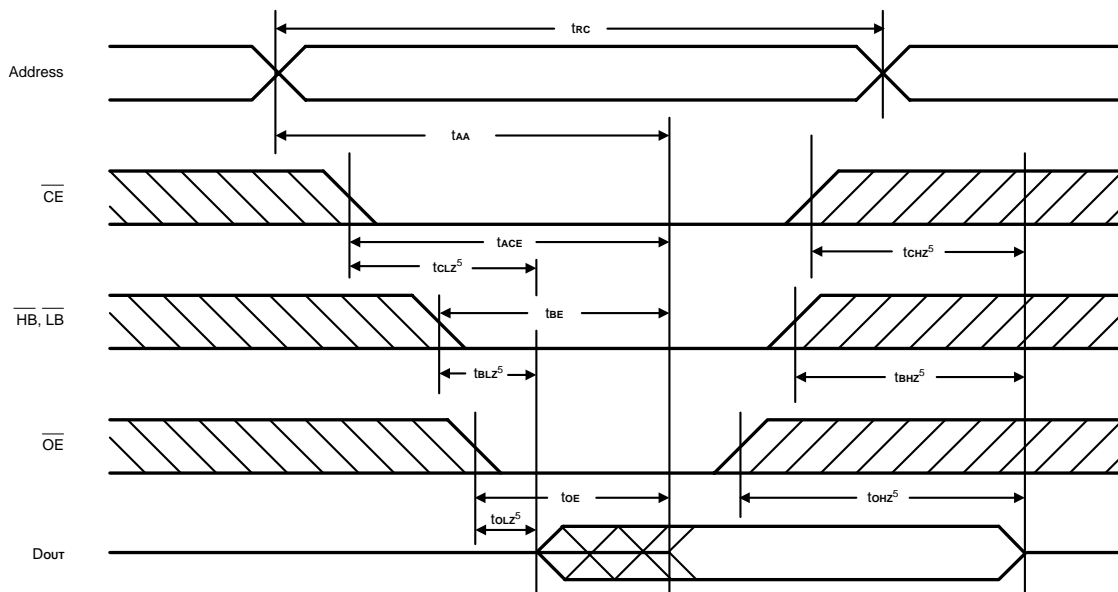 tRC
Address
tAA
CE
tACE
tCLZ5
tCHZ5
HB, LB
tBE
tBLZ5
tBHZ5
OE
tOE
tOHZ5
tOLZ5
DOUT